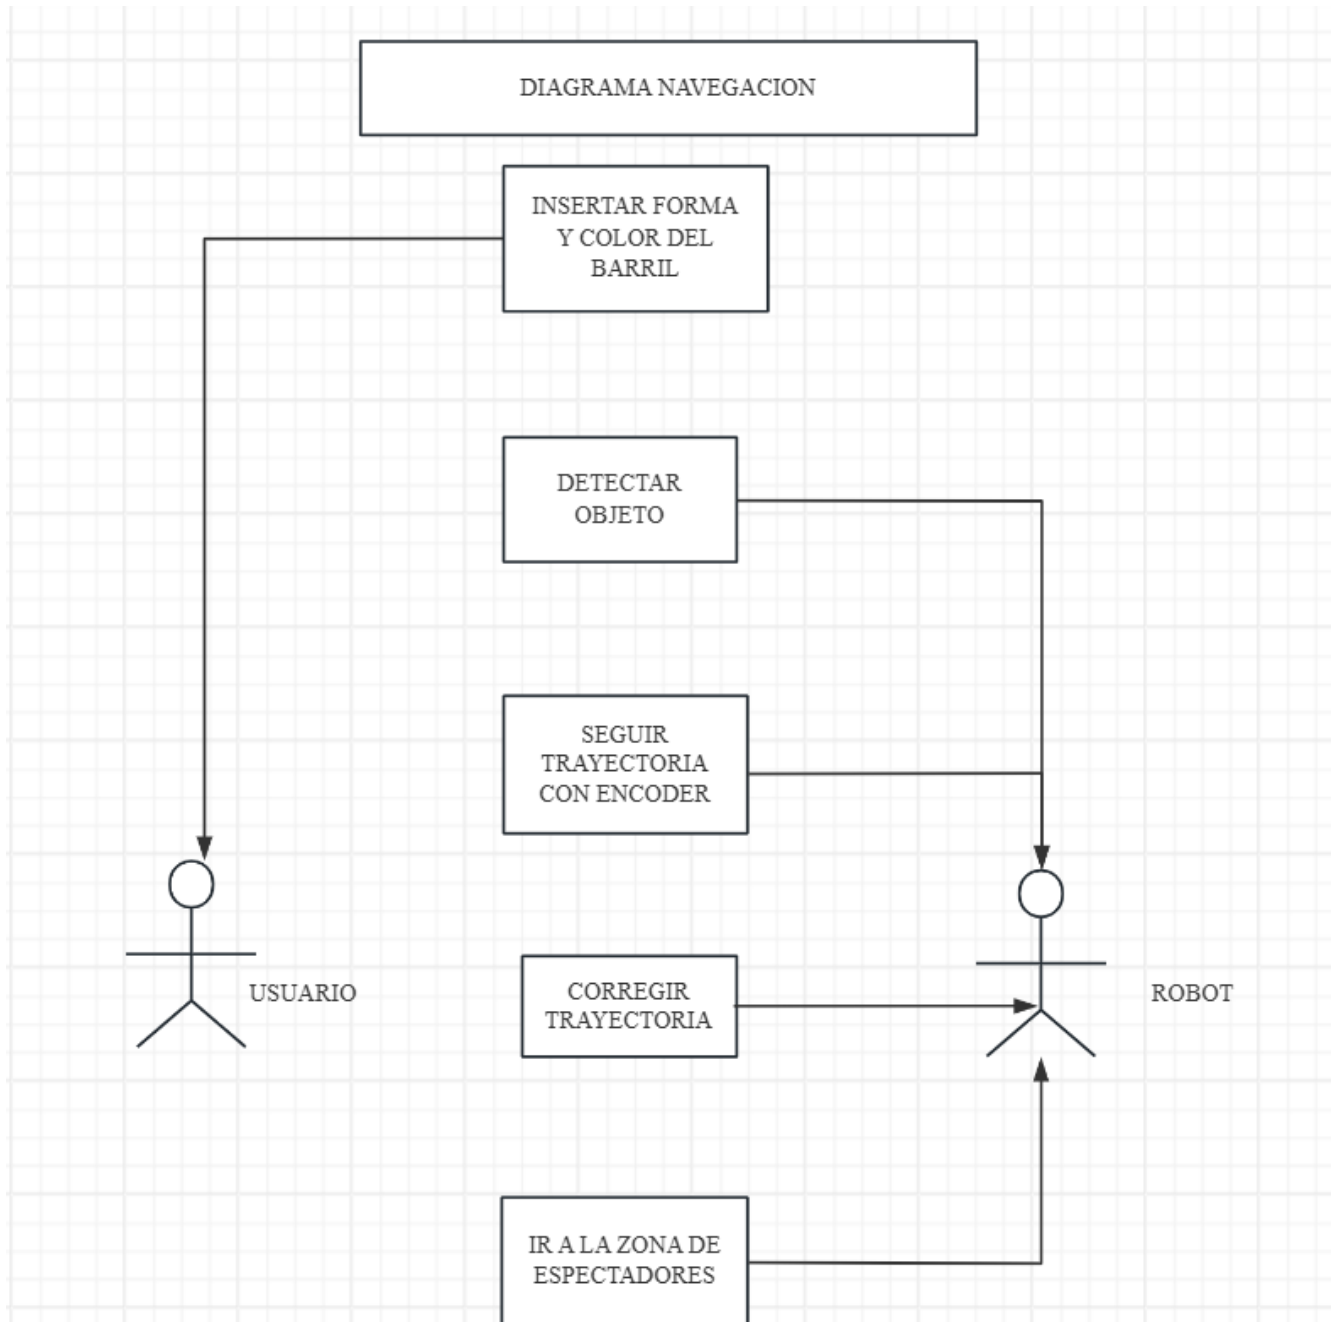 DIAGRAMA NAVEGACION
INSERTAR FORMA
Y COLOR DEL
BARRIL
DETECTAR
OBJETO
SEGUIR
TRAYECTORIA
CON ENCODER
USUARIO
CORREGIR
TRAYECTORIA
ROBOT
IR A LA ZONA DE
ESPECTADORES